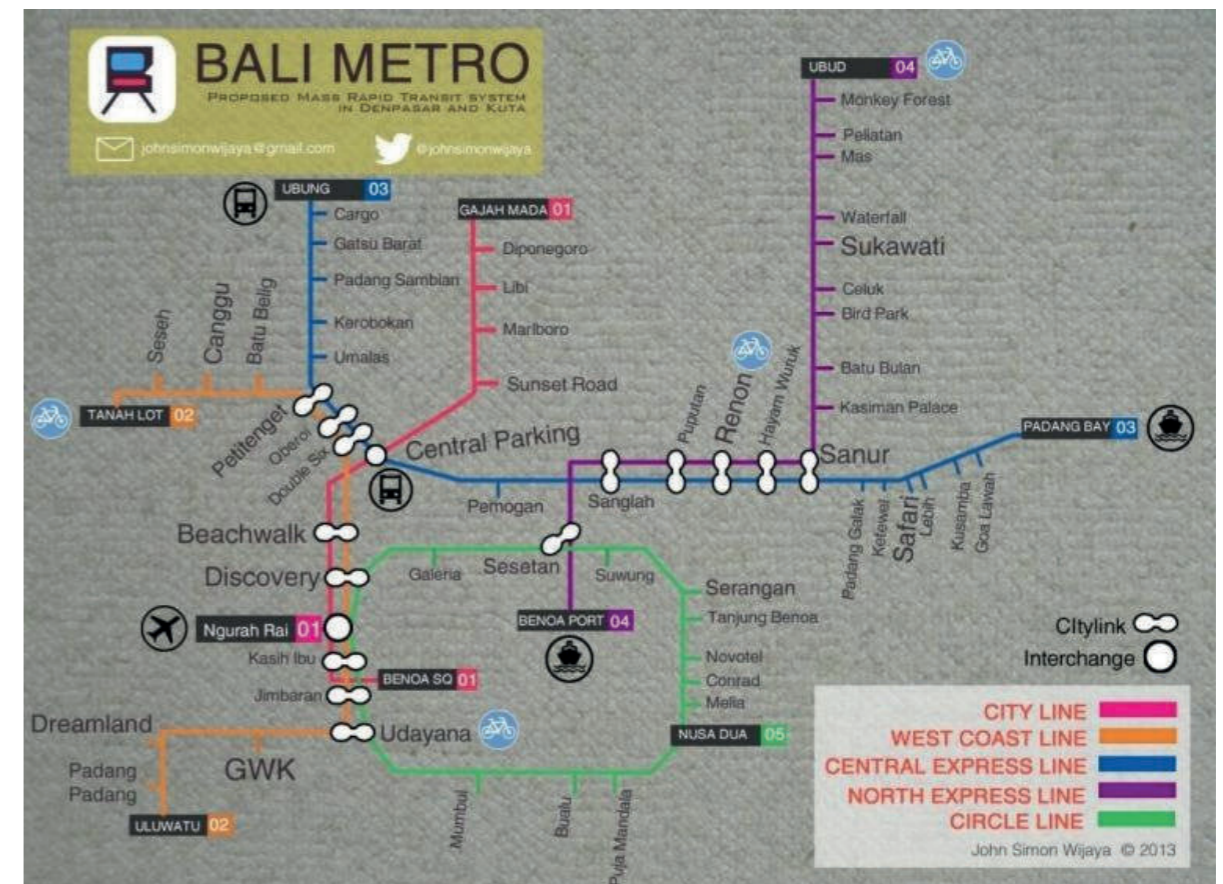 BALI METRO
PROPOSED MASS RAPID TRANSIT SYSTEM
IN DENPASAR AND KUTA
johnsimonwijaya@gmail.com
@johnsimonwijaya
UBUD 04
Monkey Forest
Peliatan
Mas
Waterfall
Sukawati
Celuk
Bird Park
Batu Bulan
Kasiman Palace
UBUNG 03
Cargo
Gatsu Barat
Padang Sambian
Kerobokan
Umalas
GAJAH MADA 01
Diponegoro
Libi
Marlboro
Sunset Road
Seseh
Canggu
Batu Belig
TANAH LOT 02
Petitenget
Oberoi
Double Six
Central Parking
Pemogan
Sanglah
Puputan
Renon
Hayam Wuruk
Sanur
PADANG BAY 03
Padang Galak
Ketewel
Safari
Lebih
Kusamba
Goa Lawah
Beachwalk
Discovery
Galeria
Sesetan
Suwung
Serangan
Tanjung Benoa
Novotel
Conrad
Melia
NUSA DUA 05
BENOA PORT 04
Ngurah Rai 01
Kasih Ibu
BENOA SQ 01
Jimbaran
Udayana
Dreamland
GWK
Padang
Padang
ULUWATU 02
Mumbul
Bualu
Puja Mandala
CItylink
Interchange
CITY LINE
WEST COAST LINE
CENTRAL EXPRESS LINE
NORTH EXPRESS LINE
CIRCLE LINE
John Simon Wijaya © 2013